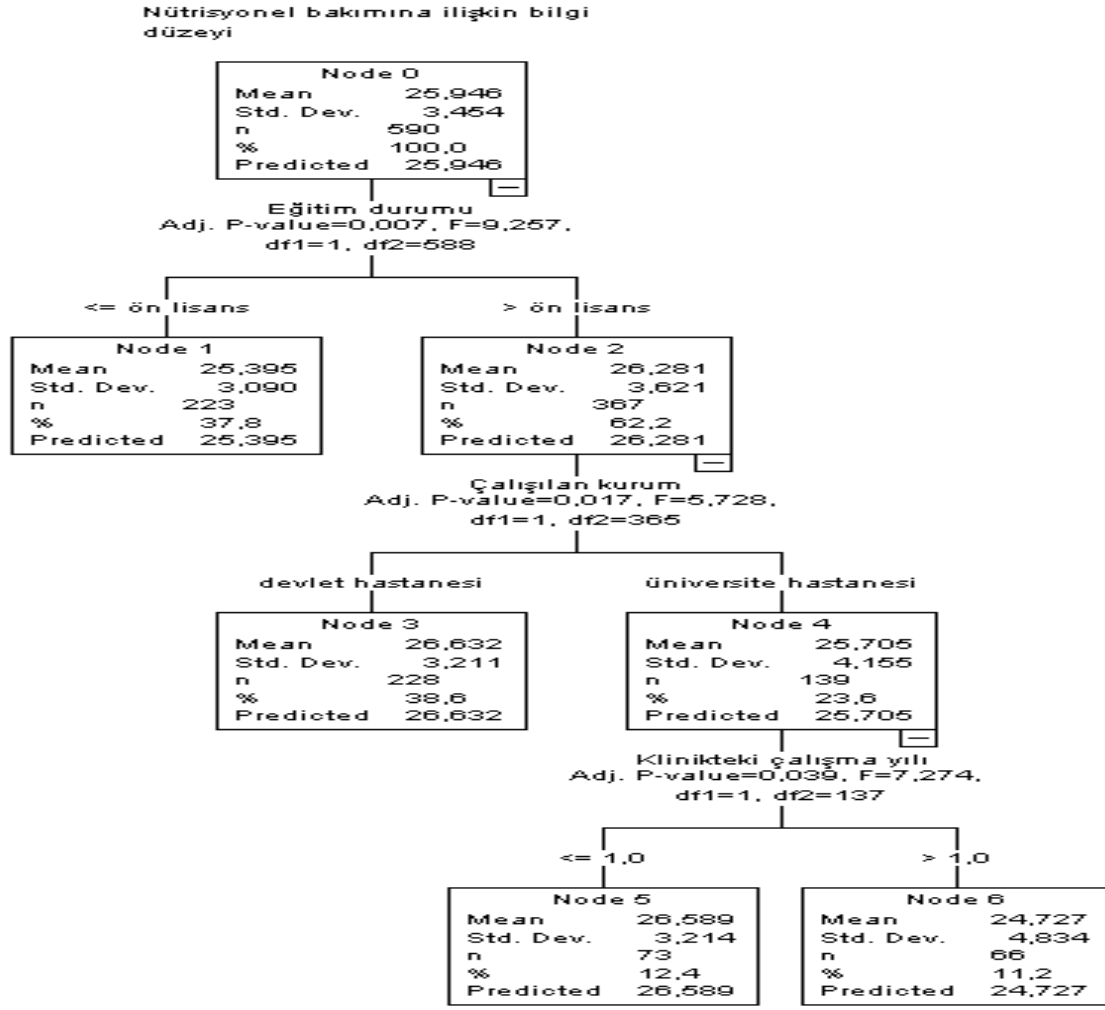 Nütrisyonel bakımına ilişkin bilgi
düzeyi
Node 0
Mean 25,946
Std. Dev. 3,454
n 590
% 100,0
Predicted 25,946
Eğitim durumu
Adj. P-value=0,007, F=9,257,
df1=1, df2=588
<= ön lisans
> ön lisans
Node 1
Mean 25,395
Std. Dev. 3,090
n 223
% 37,8
Predicted 25,395
Node 2
Mean 26,281
Std. Dev. 3,621
n 367
% 62,2
Predicted 26,281
Çalışılan kurum
Adj. P-value=0,017, F=5,728,
df1=1, df2=365
devlet hastanesi
üniversite hastanesi
Node 3
Mean 26,632
Std. Dev. 3,211
n 228
% 38,6
Predicted 26,632
Node 4
Mean 25,705
Std. Dev. 4,155
n 139
% 23,6
Predicted 25,705
Klinikteki çalışma yılı
Adj. P-value=0,039, F=7,274,
df1=1, df2=137
<= 1,0
> 1,0
Node 5
Mean 26,589
Std. Dev. 3,214
n 73
% 12,4
Predicted 26,589
Node 6
Mean 24,727
Std. Dev. 4,834
n 66
% 11,2
Predicted 24,727